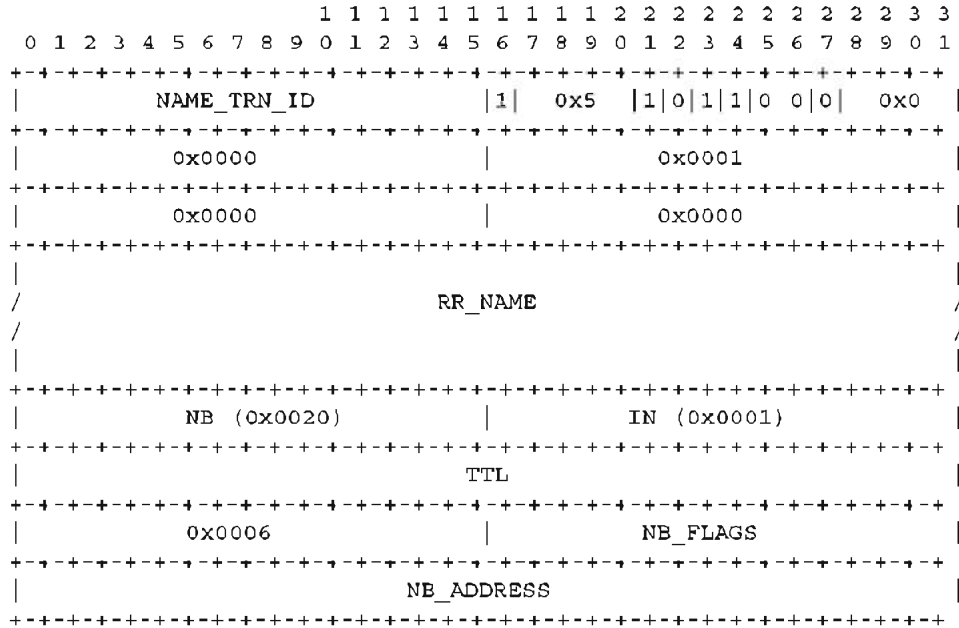 1 1 1 1 1 1 1 1 1 1 2 2 2 2 2 2 2 2 2 2 3 3
 0 1 2 3 4 5 6 7 8 9 0 1 2 3 4 5 6 7 8 9 0 1 2 3 4 5 6 7 8 9 0 1
+-+-+-+-+-+-+-+-+-+-+-+-+-+-+-+-+-+-+-+-+-+-+-+-+-+-+-+-+-+-+-+-+
|         NAME_TRN_ID           |1|  0x5  |1|0|1|1|0 0|0|  0x0
+-+-+-+-+-+-+-+-+-+-+-+-+-+-+-+-+-+-+-+-+-+-+-+-+-+-+-+-+-+-+-+-+
|          0x0000               |           0x0001              |
+-+-+-+-+-+-+-+-+-+-+-+-+-+-+-+-+-+-+-+-+-+-+-+-+-+-+-+-+-+-+-+-+
|          0x0000               |           0x0000              |
+-+-+-+-+-+-+-+-+-+-+-+-+-+-+-+-+-+-+-+-+-+-+-+-+-+-+-+-+-+-+-+-+
|                                                               |
/                            RR_NAME                            /
/                                                               /
|                                                               |
+-+-+-+-+-+-+-+-+-+-+-+-+-+-+-+-+-+-+-+-+-+-+-+-+-+-+-+-+-+-+-+-+
|           NB (0x0020)         |         IN (0x0001)           |
+-+-+-+-+-+-+-+-+-+-+-+-+-+-+-+-+-+-+-+-+-+-+-+-+-+-+-+-+-+-+-+-+
|                              TTL                              |
+-+-+-+-+-+-+-+-+-+-+-+-+-+-+-+-+-+-+-+-+-+-+-+-+-+-+-+-+-+-+-+-+
|           0x0006              |          NB_FLAGS             |
+-+-+-+-+-+-+-+-+-+-+-+-+-+-+-+-+-+-+-+-+-+-+-+-+-+-+-+-+-+-+-+-+
|                          NB_ADDRESS                           |
+-+-+-+-+-+-+-+-+-+-+-+-+-+-+-+-+-+-+-+-+-+-+-+-+-+-+-+-+-+-+-+-+